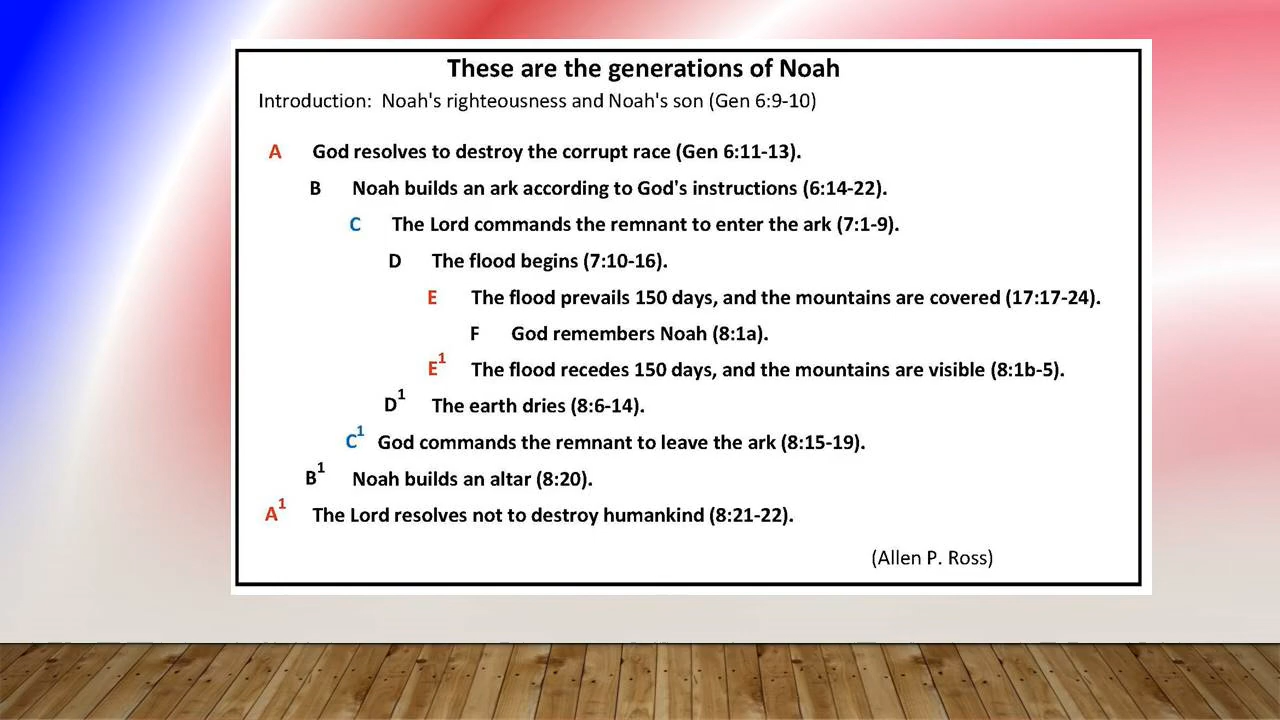 These are the generations of Noah
Introduction: Noah's righteousness and Noah's son (Gen 6:9-10)
A God resolves to destroy the corrupt race (Gen 6:11-13).
B Noah builds an ark according to God's instructions (6:14-22).
C The Lord commands the remnant to enter the ark (7:1-9).
D The flood begins (7:10-16).
E The flood prevails 150 days, and the mountains are covered (17:17-24).
F God remembers Noah (8:1a).
E¹ The flood recedes 150 days, and the mountains are visible (8:1b-5).
D¹ The earth dries (8:6-14).
C¹ God commands the remnant to leave the ark (8:15-19).
B¹ Noah builds an altar (8:20).
A¹ The Lord resolves not to destroy humankind (8:21-22).
(Allen P. Ross)